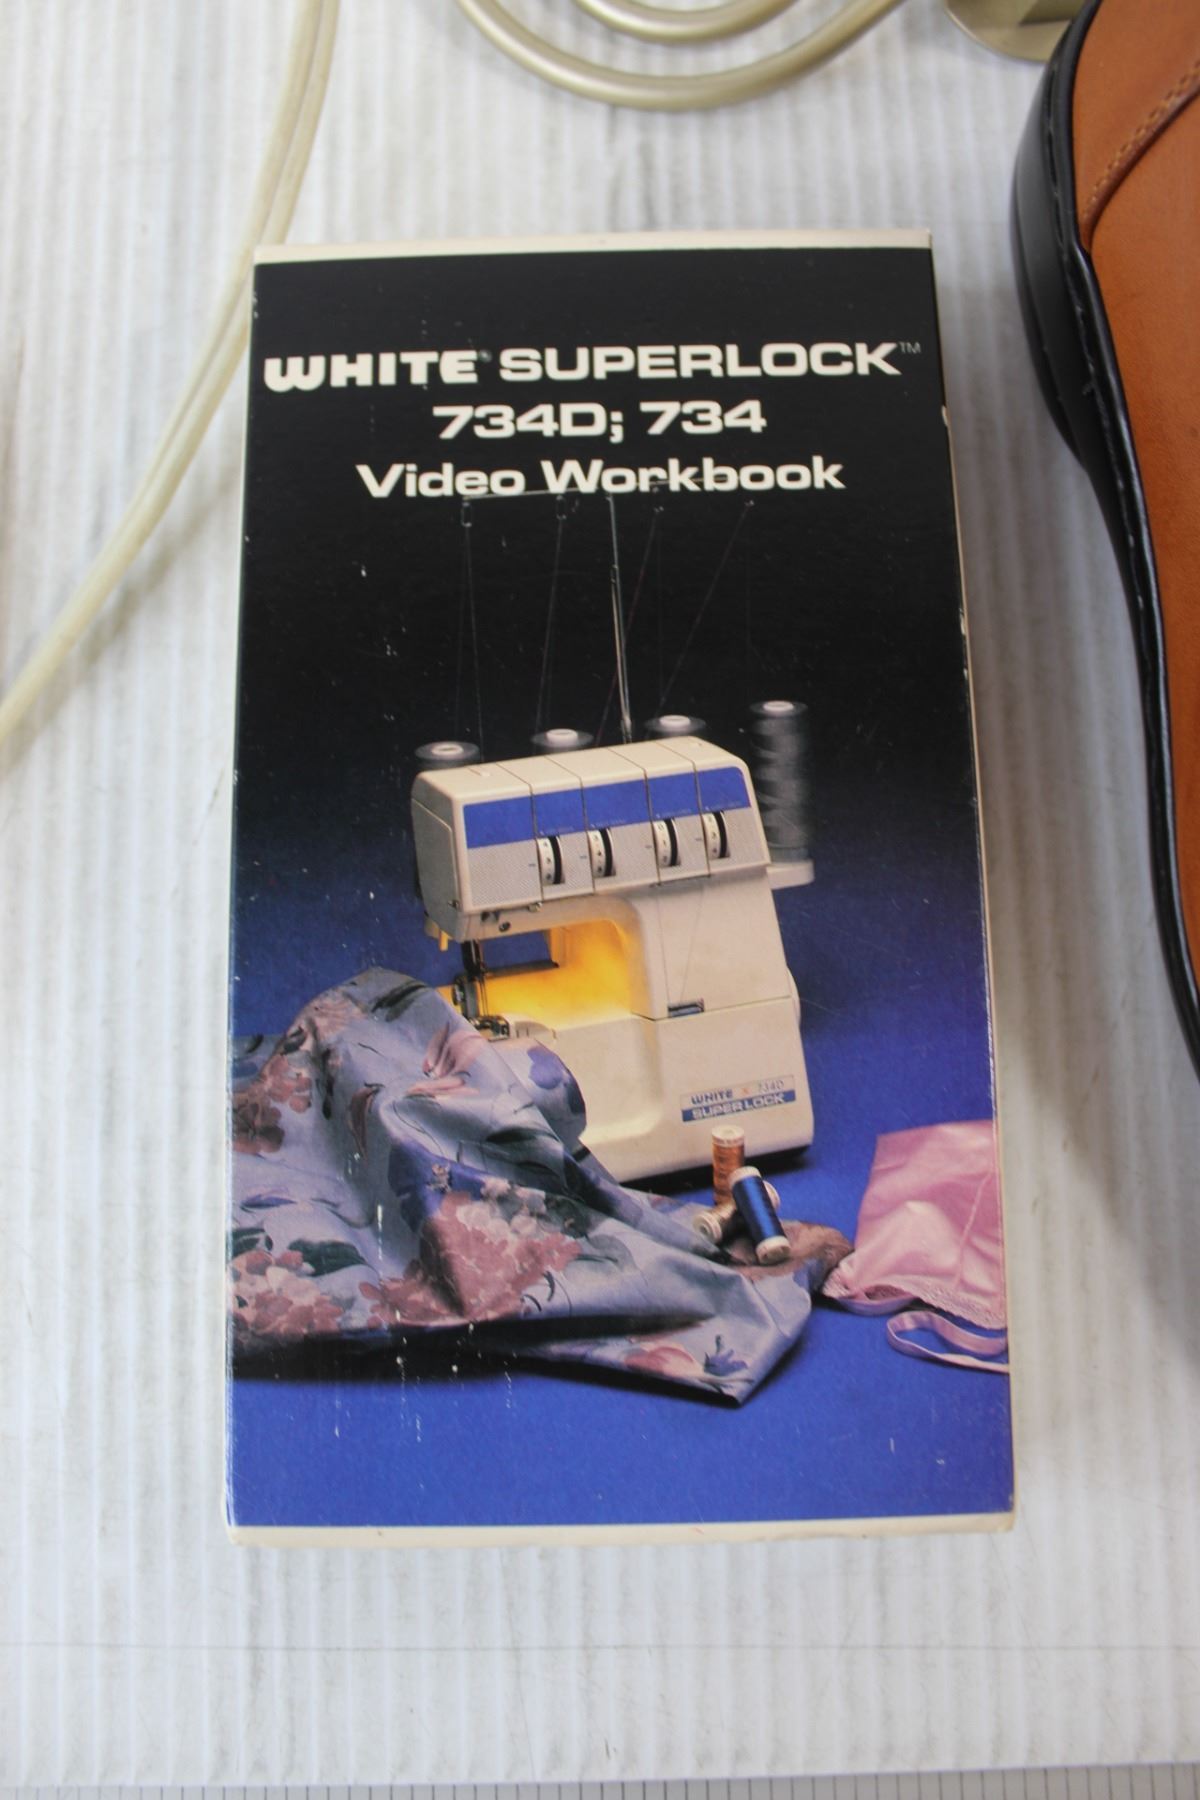 WHITE® SUPERLOCK™
734D; 734
Video Workbook
WHITE 734D
SUPERLOCK